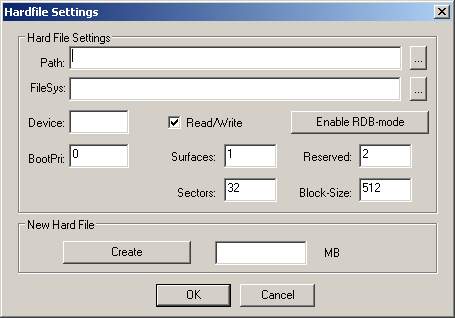 Hardfile Settings
Hard File Settings
Path: ...
FileSys: ...
Device: Read/Write Enable RDB-mode
BootPri: 0 Surfaces: 1 Reserved: 2
Sectors: 32 Block-Size: 512
New Hard File
Create MB
OK Cancel